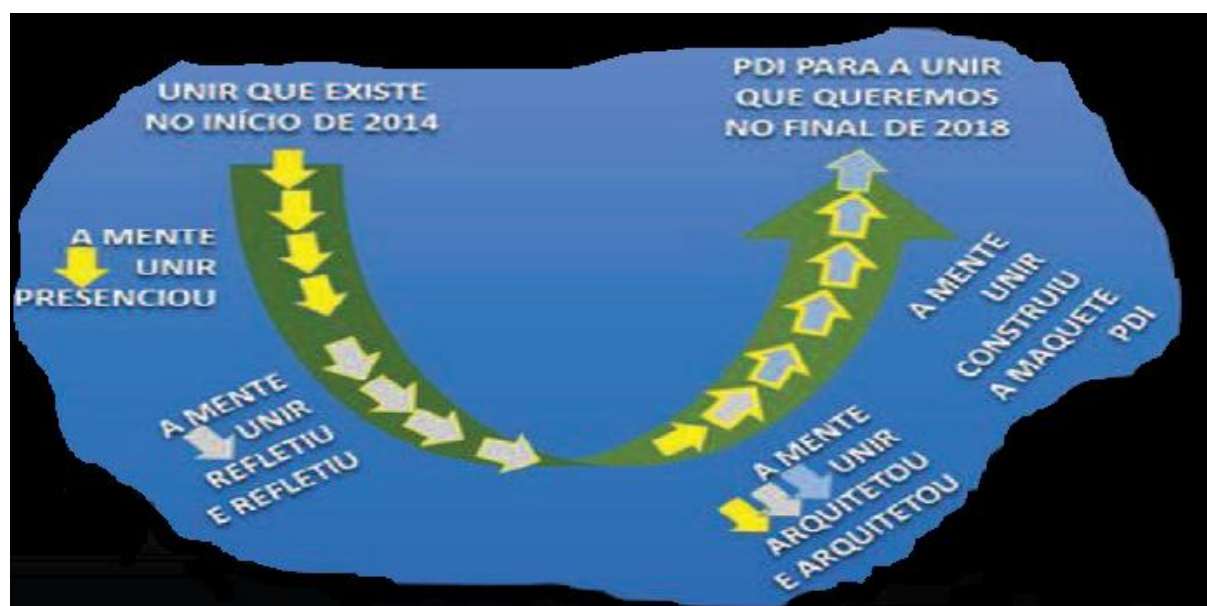 UNIR QUE EXISTE
NO INÍCIO DE 2014
PDI PARA A UNIR
QUE QUEREMOS
NO FINAL DE 2018
A MENTE
UNIR
PRESENCIOU
A MENTE
UNIR
REFLETIU
E REFLETIU
A MENTE
UNIR
ARQUITETOU
E ARQUITETOU
A MENTE
UNIR
CONSTRUIU
A MAQUETE
PDI